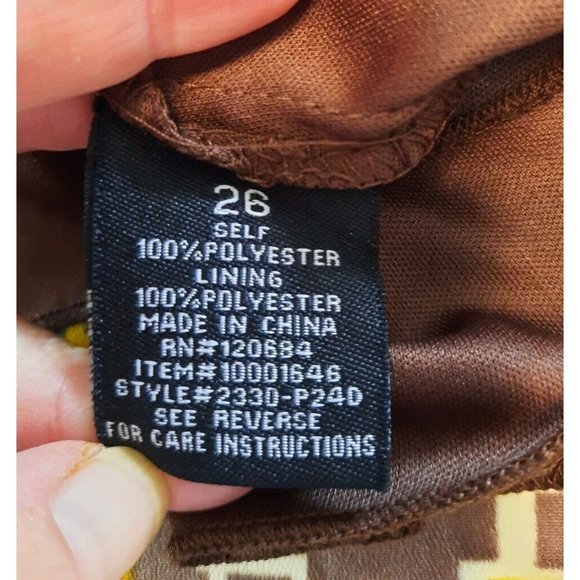 26
SELF
100%POLYESTER
LINING
100%POLYESTER
MADE IN CHINA
RN#120684
ITEM#10001646
STYLE#2330-P240
SEE REVERSE
FOR CARE INSTRUCTIONS